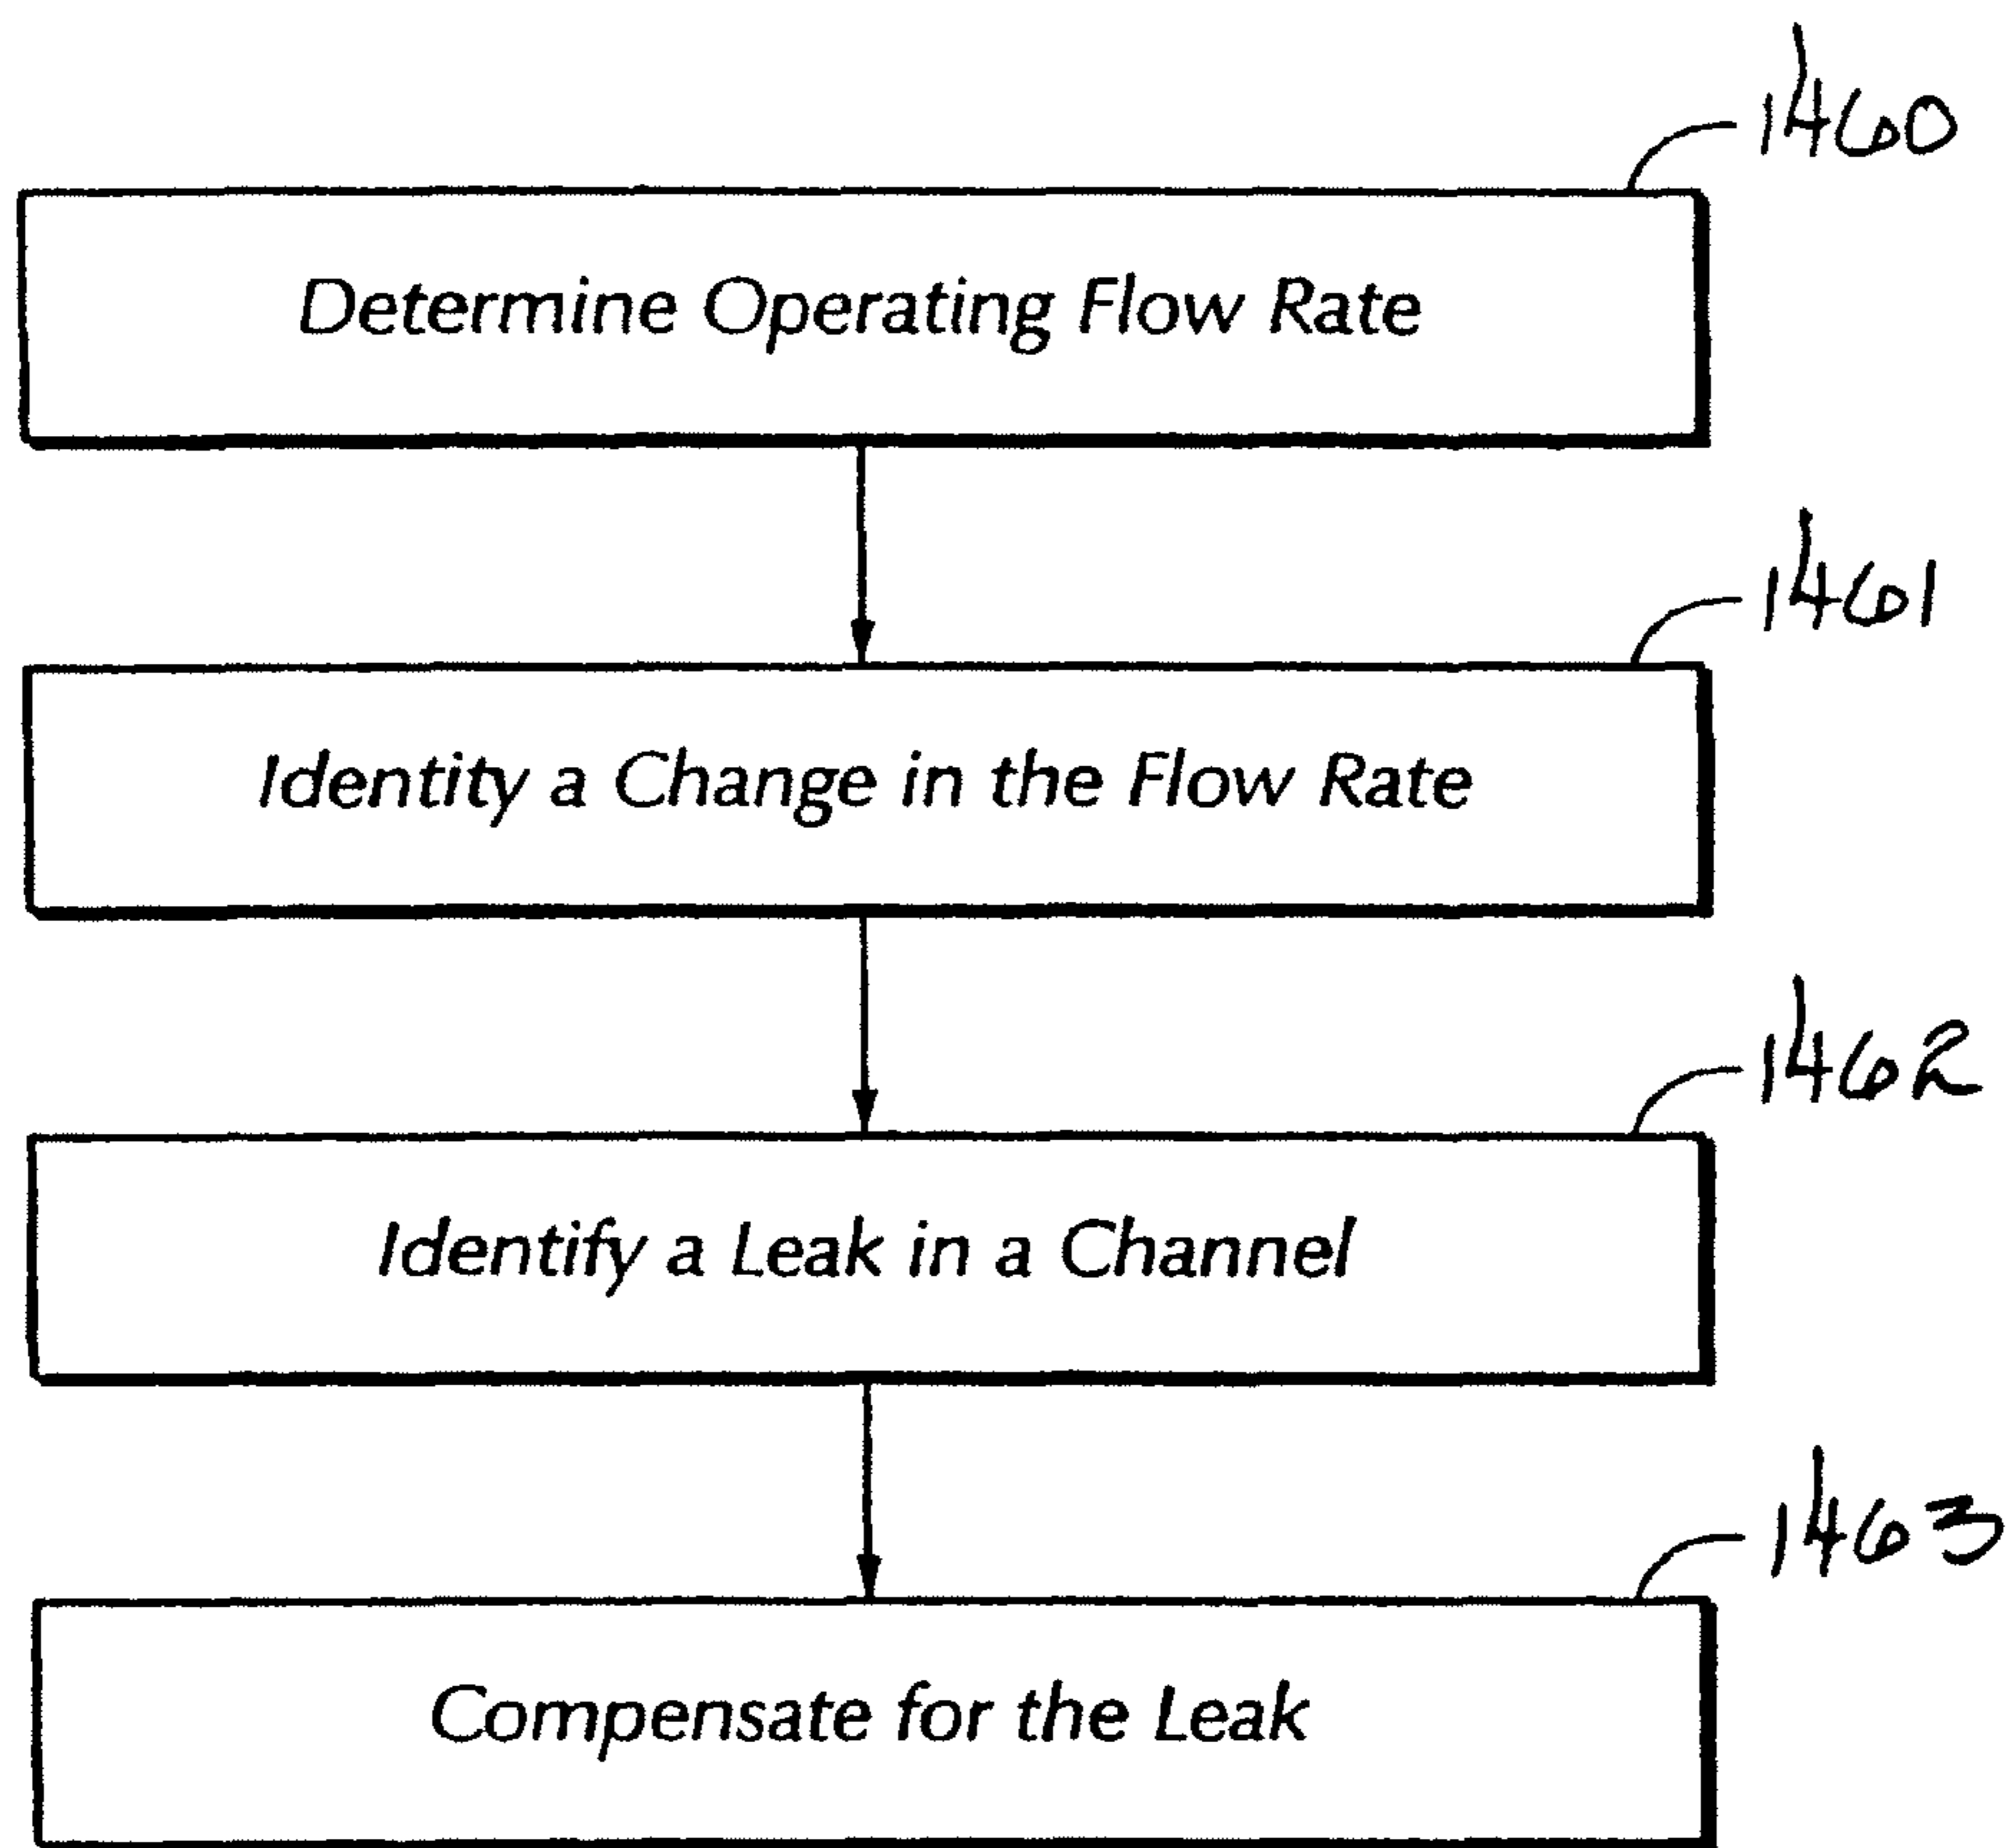 1460
Determine Operating Flow Rate
1461
Identity a Change in the Flow Rate
1462
Identify a Leak in a Channel
1463
Compensate for the Leak